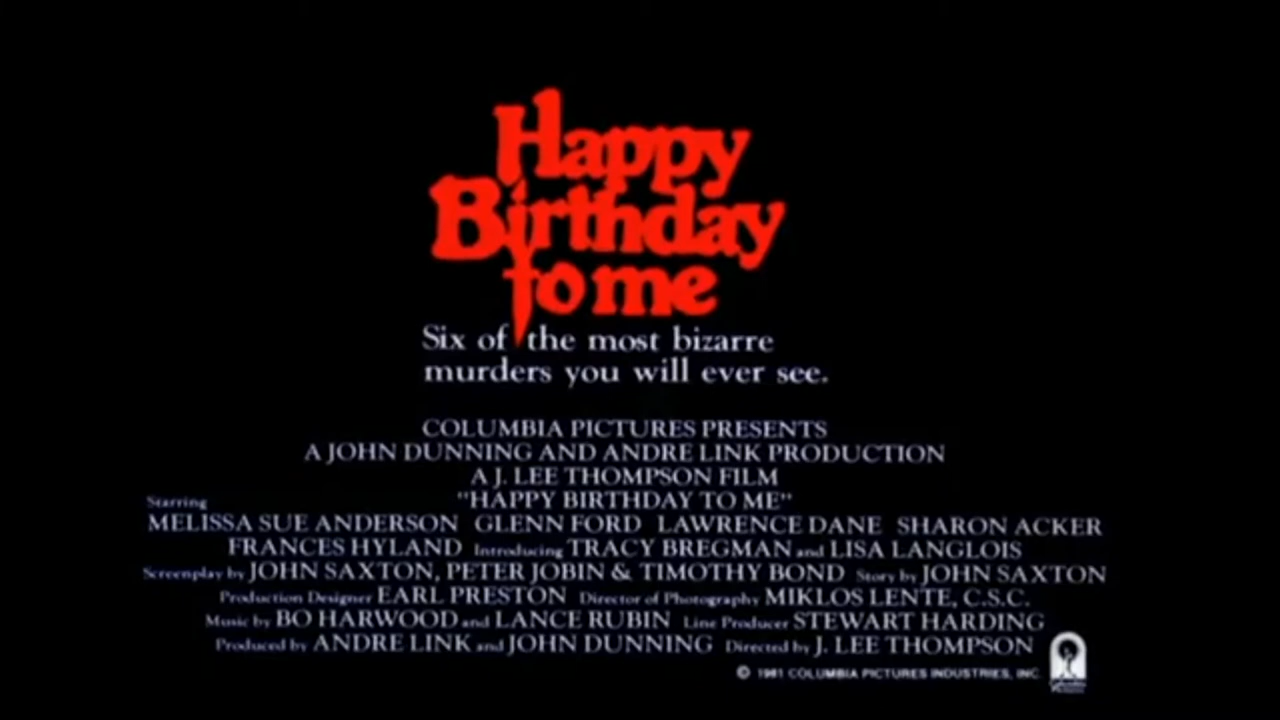 Happy
Birthday
to me
Six of the most bizarre
murders you will ever see.
COLUMBIA PICTURES PRESENTS
A JOHN DUNNING AND ANDRE LINK PRODUCTION
A J. LEE THOMPSON FILM
"HAPPY BIRTHDAY TO ME"
Starring
MELISSA SUE ANDERSON GLENN FORD LAWRENCE DANE SHARON ACKER
FRANCES HYLAND Introducing TRACY BREGMAN and LISA LANGLOIS
Screenplay by JOHN SAXTON, PETER JOBIN & TIMOTHY BOND Story by JOHN SAXTON
Production Designer EARL PRESTON Director of Photography MIKLOS LENTE, C.S.C.
Music by BO HARWOOD and LANCE RUBIN Line Producer STEWART HARDING
Produced by ANDRE LINK and JOHN DUNNING Directed by J. LEE THOMPSON
© 1981 COLUMBIA PICTURES INDUSTRIES, INC.